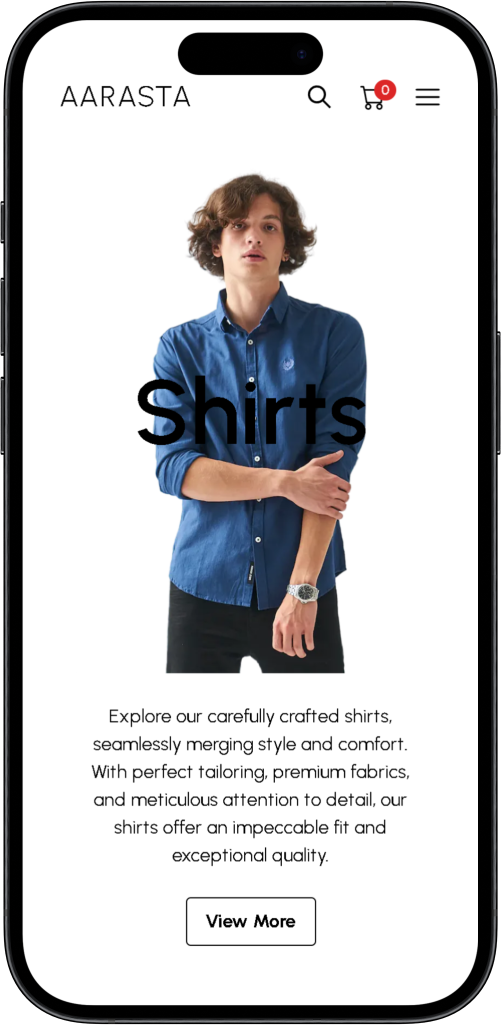 AARASTA
0
Shirts
Explore our carefully crafted shirts,
seamlessly merging style and comfort.
With perfect tailoring, premium fabrics,
and meticulous attention to detail, our
shirts offer an impeccable fit and
exceptional quality.
View More